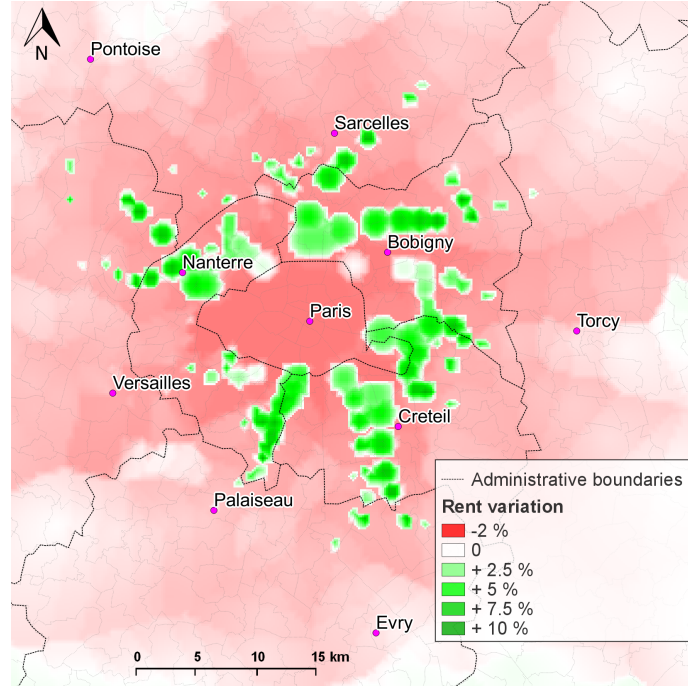 N
Pontoise
Sarcelles
Bobigny
Nanterre
Paris
Torcy
Versailles
Creteil
Palaiseau
Evry
Administrative boundaries
Rent variation
-2 %
0
+ 2.5 %
+ 5 %
+ 7.5 %
+ 10 %
0 5 10 15 km